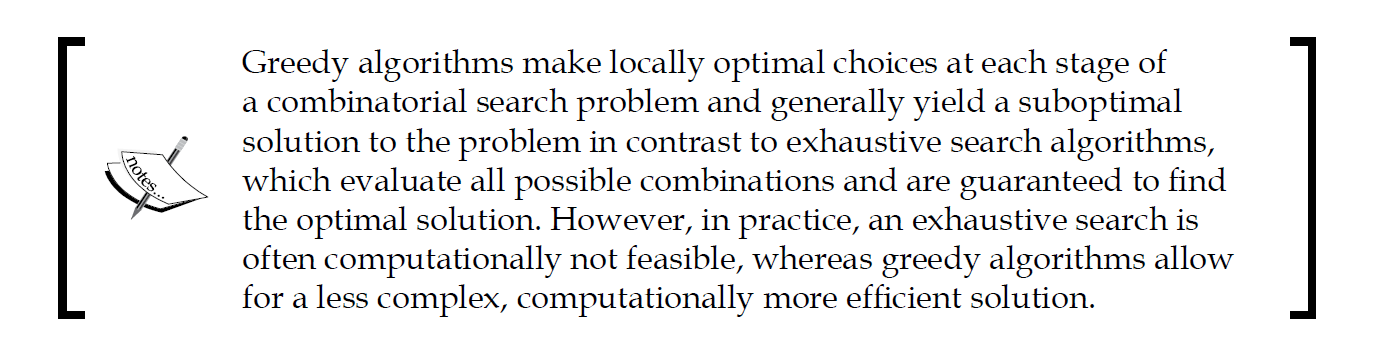 notes...
Greedy algorithms make locally optimal choices at each stage of
a combinatorial search problem and generally yield a suboptimal
solution to the problem in contrast to exhaustive search algorithms,
which evaluate all possible combinations and are guaranteed to find
the optimal solution. However, in practice, an exhaustive search is
often computationally not feasible, whereas greedy algorithms allow
for a less complex, computationally more efficient solution.